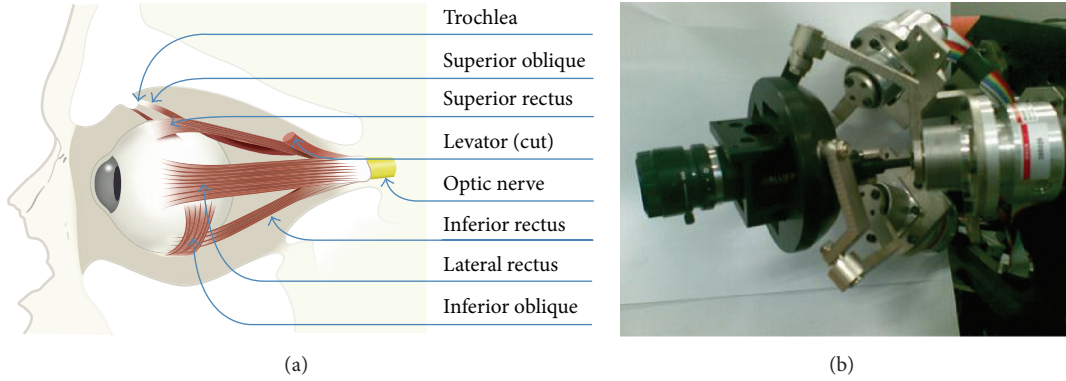 Trochlea
Superior oblique
Superior rectus
Levator (cut)
Optic nerve
Inferior rectus
Lateral rectus
Inferior oblique
(a)
(b)